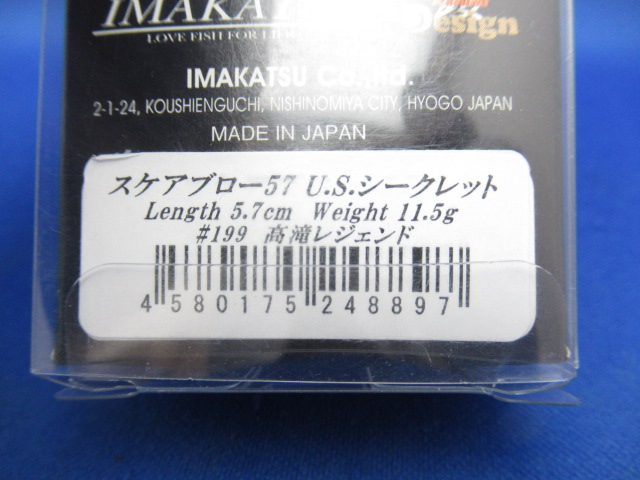 IMAKATSU
LOVE FISH FOR LIFE
Design
IMAKATSU Co., ltd.
2-1-24, KOUSHIENGUCHI, NISHINOMIYA CITY, HYOGO JAPAN
MADE IN JAPAN
スケアブロー57 U.S.シークレット
Length 5.7cm Weight 11.5g
#199 高滝レジェンド
4 580175 248897